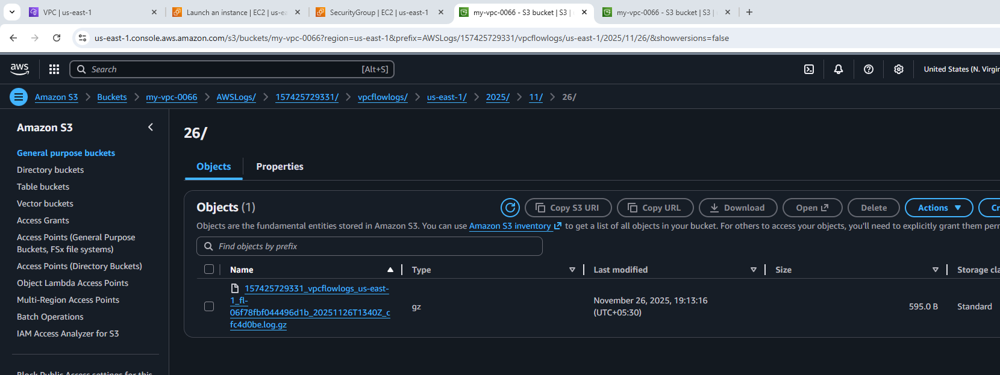 VPC | us-east-1
Launch an instance | EC2 | us-ea
SecurityGroup | EC2 | us-east-1
my-vpc-0066 - S3 bucket | S3 |
my-vpc-0066 - S3 bucket | S3 |
us-east-1.console.aws.amazon.com/s3/buckets/my-vpc-0066?region=us-east-1&prefix=AWSLogs/157425729331/vpcflowlogs/us-east-1/2025/11/26/&showversions=false
aws
Search [Alt+S]
United States (N. Virgin
Amazon S3 > Buckets > my-vpc-0066 > AWSLogs/ > 157425729331/ > vpcflowlogs/ > us-east-1/ > 2025/ > 11/ > 26/
Amazon S3
General purpose buckets
Directory buckets
Table buckets
Vector buckets
Access Grants
Access Points (General Purpose
Buckets, FSx file systems)
Access Points (Directory Buckets)
Object Lambda Access Points
Multi-Region Access Points
Batch Operations
IAM Access Analyzer for S3
Block Public Access settings for this
26/
Objects
Properties
Objects (1)
Copy S3 URI
Copy URL
Download
Open
Delete
Actions
Cr
Objects are the fundamental entities stored in Amazon S3. You can use Amazon S3 inventory to get a list of all objects in your bucket. For others to access your objects, you'll need to explicitly grant them perm
Find objects by prefix
Name Type Last modified Size Storage cla
157425729331_vpcflowlogs_us-east-
1_fl-
06f78fbf044496d1b_20251126T1340Z_c
fc4d0be.log.gz
gz
November 26, 2025, 19:13:16
(UTC+05:30)
595.0 B
Standard